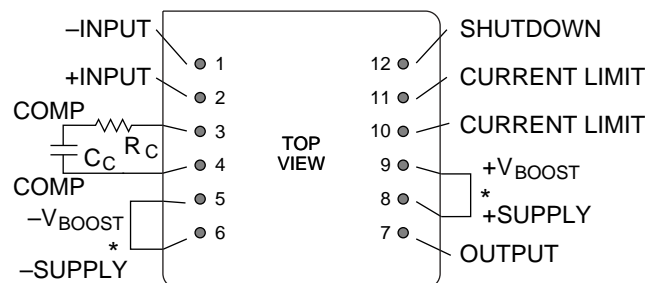 –INPUT
+INPUT
COMP
R C
C C
COMP
–V BOOST
*
–SUPPLY
1
2
3
4
5
6
TOP
VIEW
12
11
10
9
8
7
SHUTDOWN
CURRENT LIMIT
CURRENT LIMIT
+V BOOST
*
+SUPPLY
OUTPUT